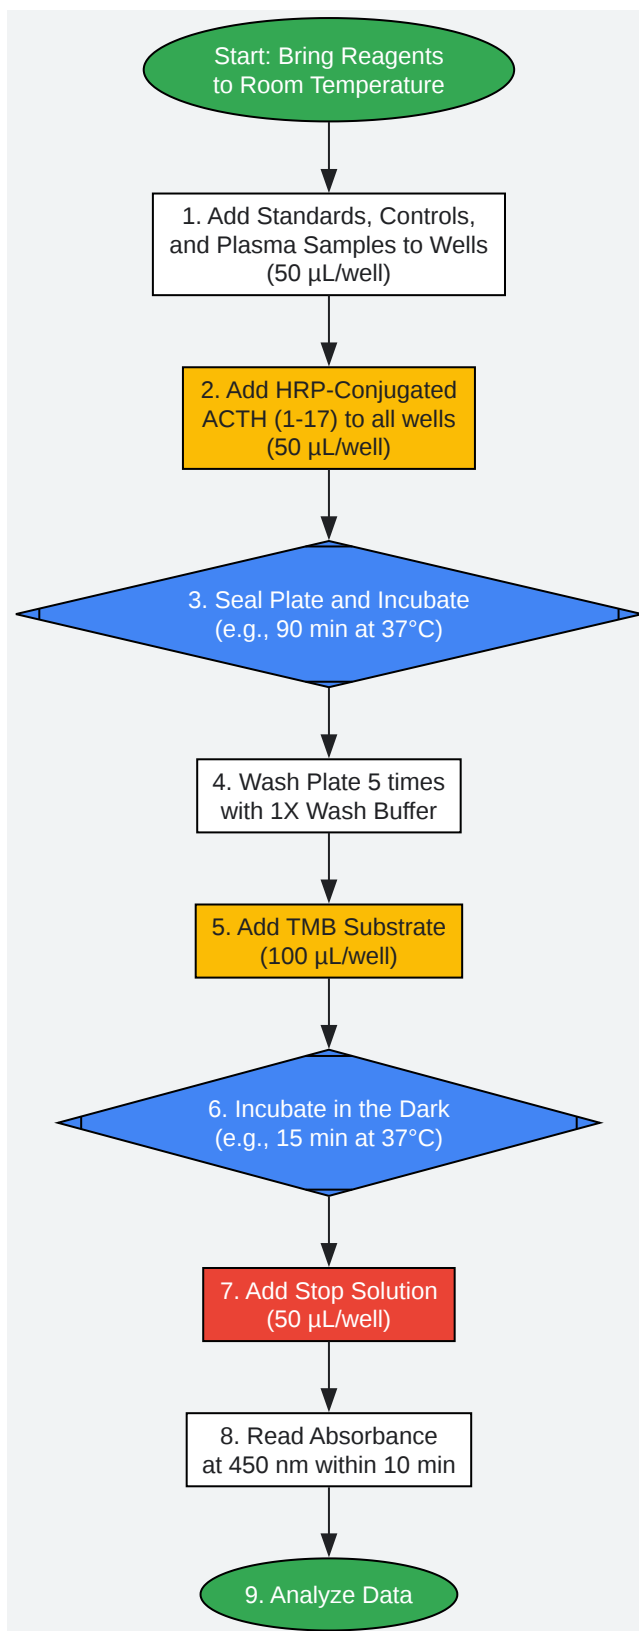 Start: Bring Reagents
to Room Temperature
1. Add Standards, Controls,
and Plasma Samples to Wells
(50 µL/well)
2. Add HRP-Conjugated
ACTH (1-17) to all wells
(50 µL/well)
3. Seal Plate and Incubate
(e.g., 90 min at 37°C)
4. Wash Plate 5 times
with 1X Wash Buffer
5. Add TMB Substrate
(100 µL/well)
6. Incubate in the Dark
(e.g., 15 min at 37°C)
7. Add Stop Solution
(50 µL/well)
8. Read Absorbance
at 450 nm within 10 min
9. Analyze Data